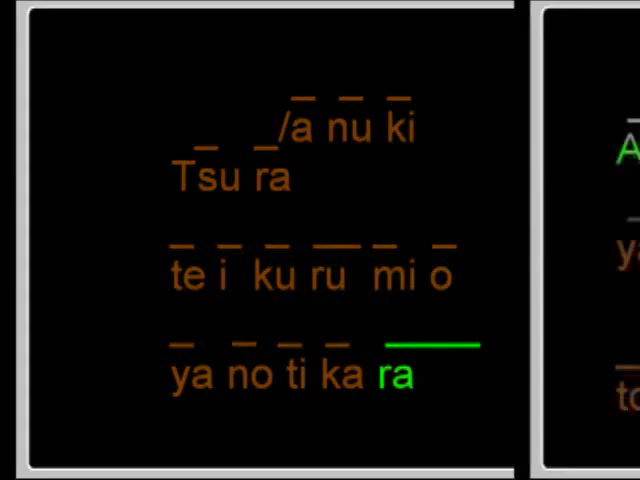 /a nu ki
Tsu ra
te i ku ru mi o
ya no ti ka ra
A